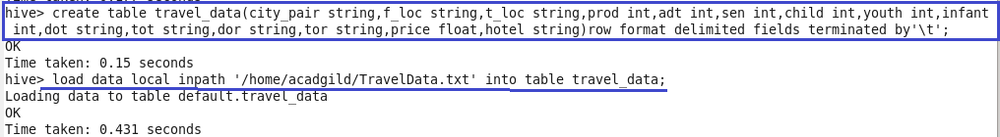 hive> create table travel_data(city_pair string,f_loc string,t_loc string,prod int,adt int,sen int,child int,youth int,infant
int,dot string,tot string,dor string,tor string,price float,hotel string)row format delimited fields terminated by'\t';
OK
Time taken: 0.15 seconds
hive> load data local inpath '/home/acadgild/TravelData.txt' into table travel_data;
Loading data to table default.travel_data
OK
Time taken: 0.431 seconds